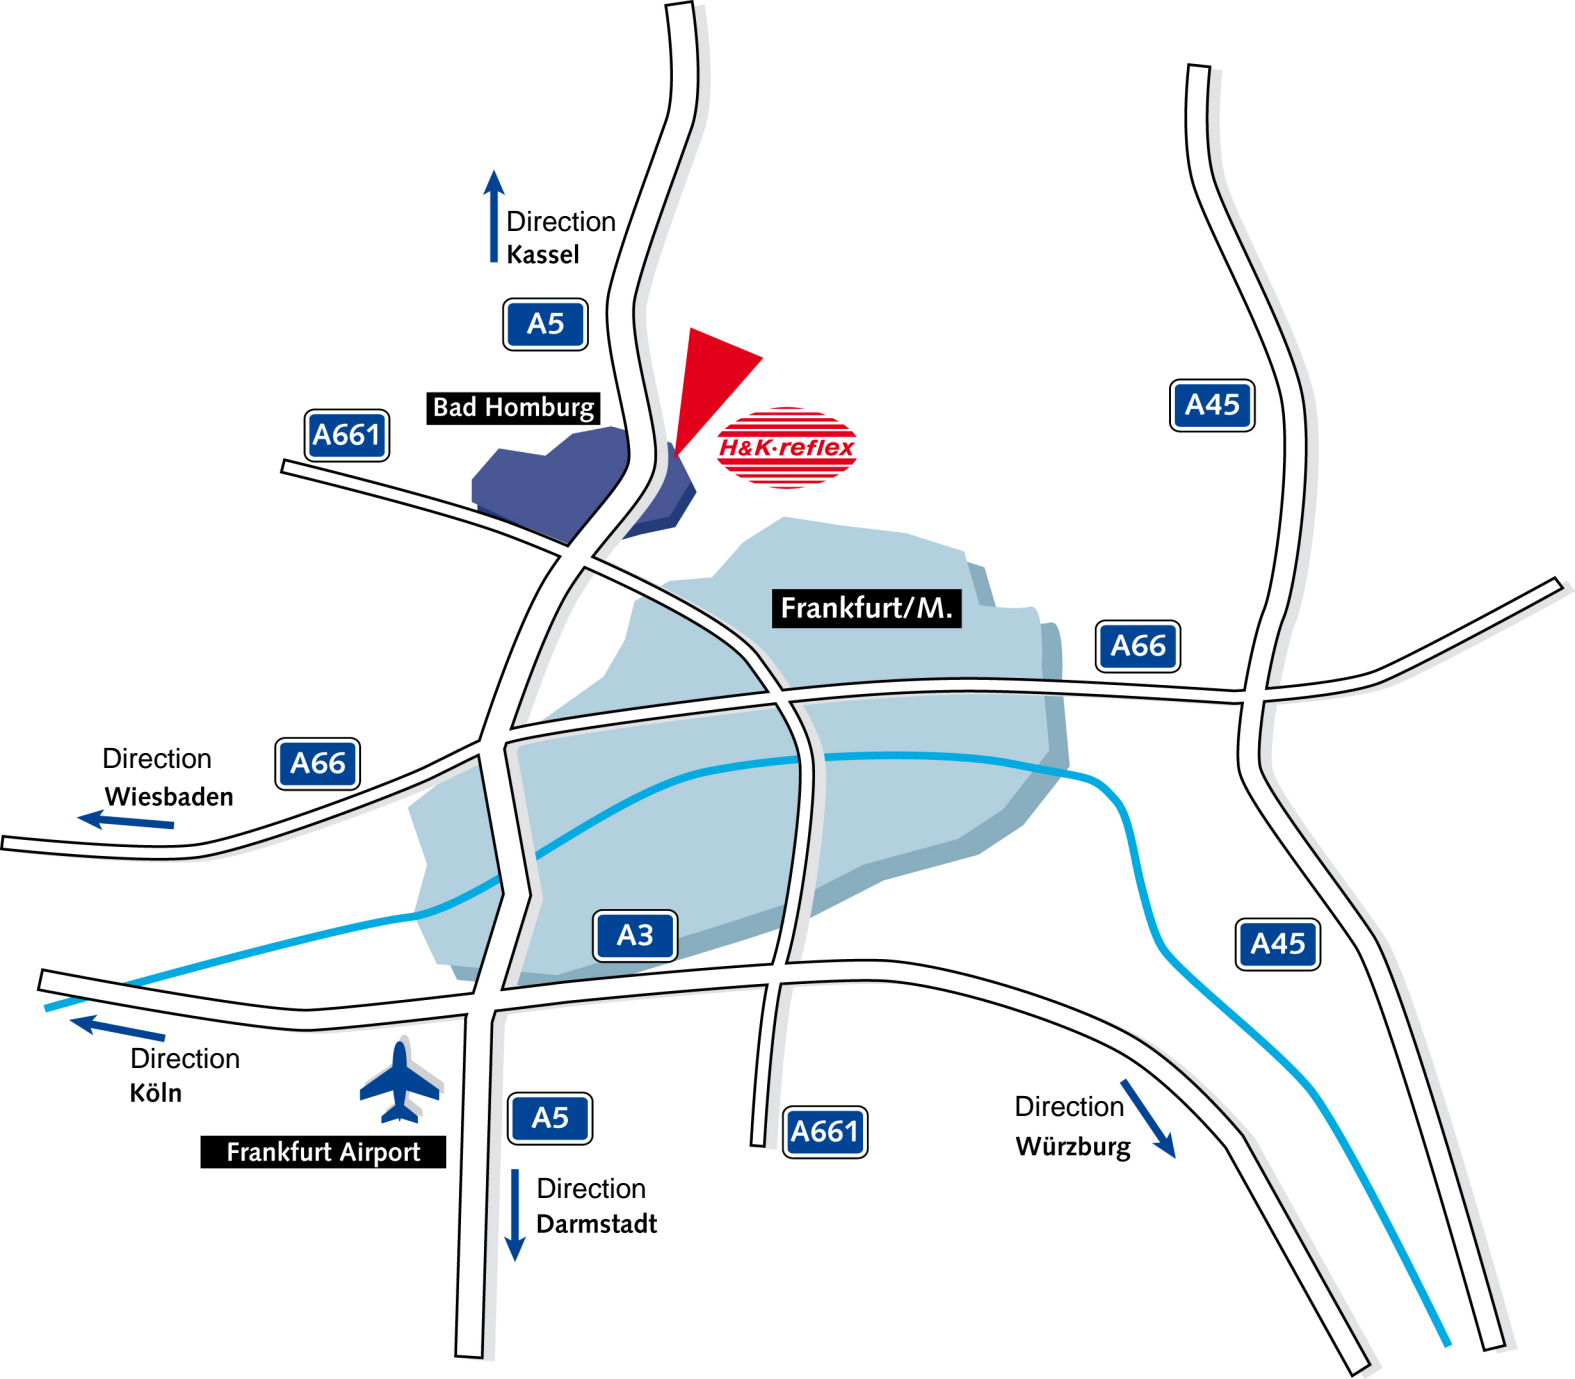 Direction
Kassel
A5
Bad Homburg
A661
A45
H&K·reflex
Frankfurt/M.
A66
Direction
Wiesbaden
A66
A3
A45
Direction
Köln
Frankfurt Airport
A5
A661
Direction
Würzburg
Direction
Darmstadt